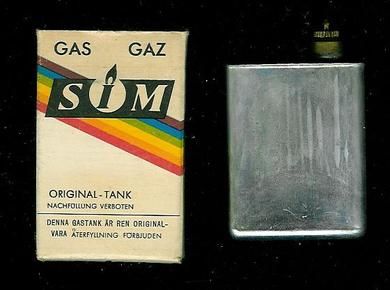 GAS GAZ
SIM
ORIGINAL-TANK
NACHFÜLLUNG VERBOTEN
DENNA GASTANK ÄR REN ORIGINAL-
VARA ÅTERFYLLNING FÖRBJUDEN